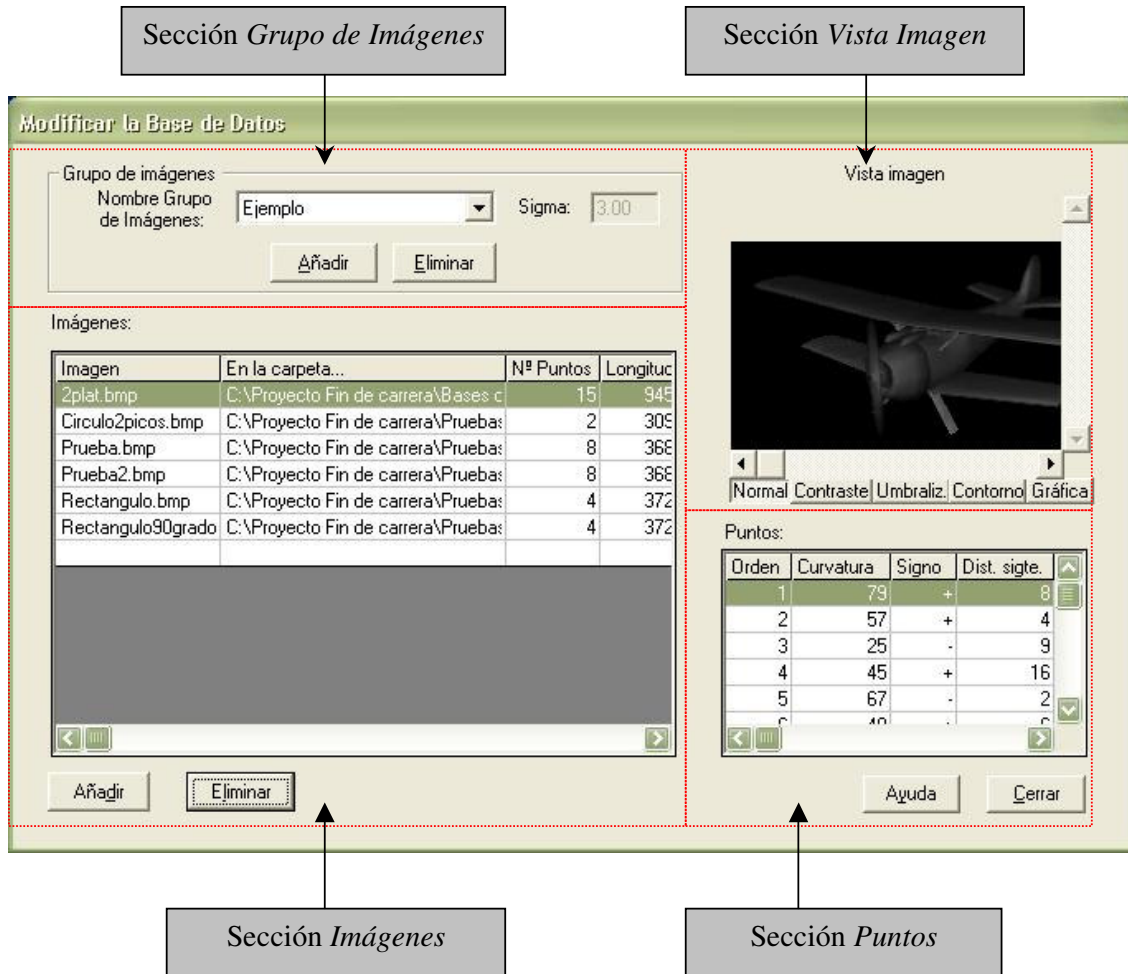 Sección Grupo de Imágenes
Sección Vista Imagen
Modificar la Base de Datos
Grupo de imágenes
Nombre Grupo de Imágenes:
Ejemplo
Sigma: 3.00
Añadir Eliminar
Vista imagen
Normal Contraste Umbraliz. Contorno Gráfica
Imágenes:
Imagen En la carpeta... Nº Puntos Longitud
2plat.bmp C:\Proyecto Fin de carrera\Bases 15 945
Circulo2picos.bmp C:\Proyecto Fin de carrera\Pruebas 2 309
Prueba.bmp C:\Proyecto Fin de carrera\Pruebas 8 368
Prueba2.bmp C:\Proyecto Fin de carrera\Pruebas 8 368
Rectangulo.bmp C:\Proyecto Fin de carrera\Pruebas 4 372
Rectangulo90grado C:\Proyecto Fin de carrera\Pruebas 4 372
Añadir Eliminar
Puntos:
Orden Curvatura Signo Dist. sigte.
1 79 + 8
2 57 + 4
3 25 - 9
4 45 + 16
5 67 - 2
Ayuda Cerrar
Sección Imágenes
Sección Puntos